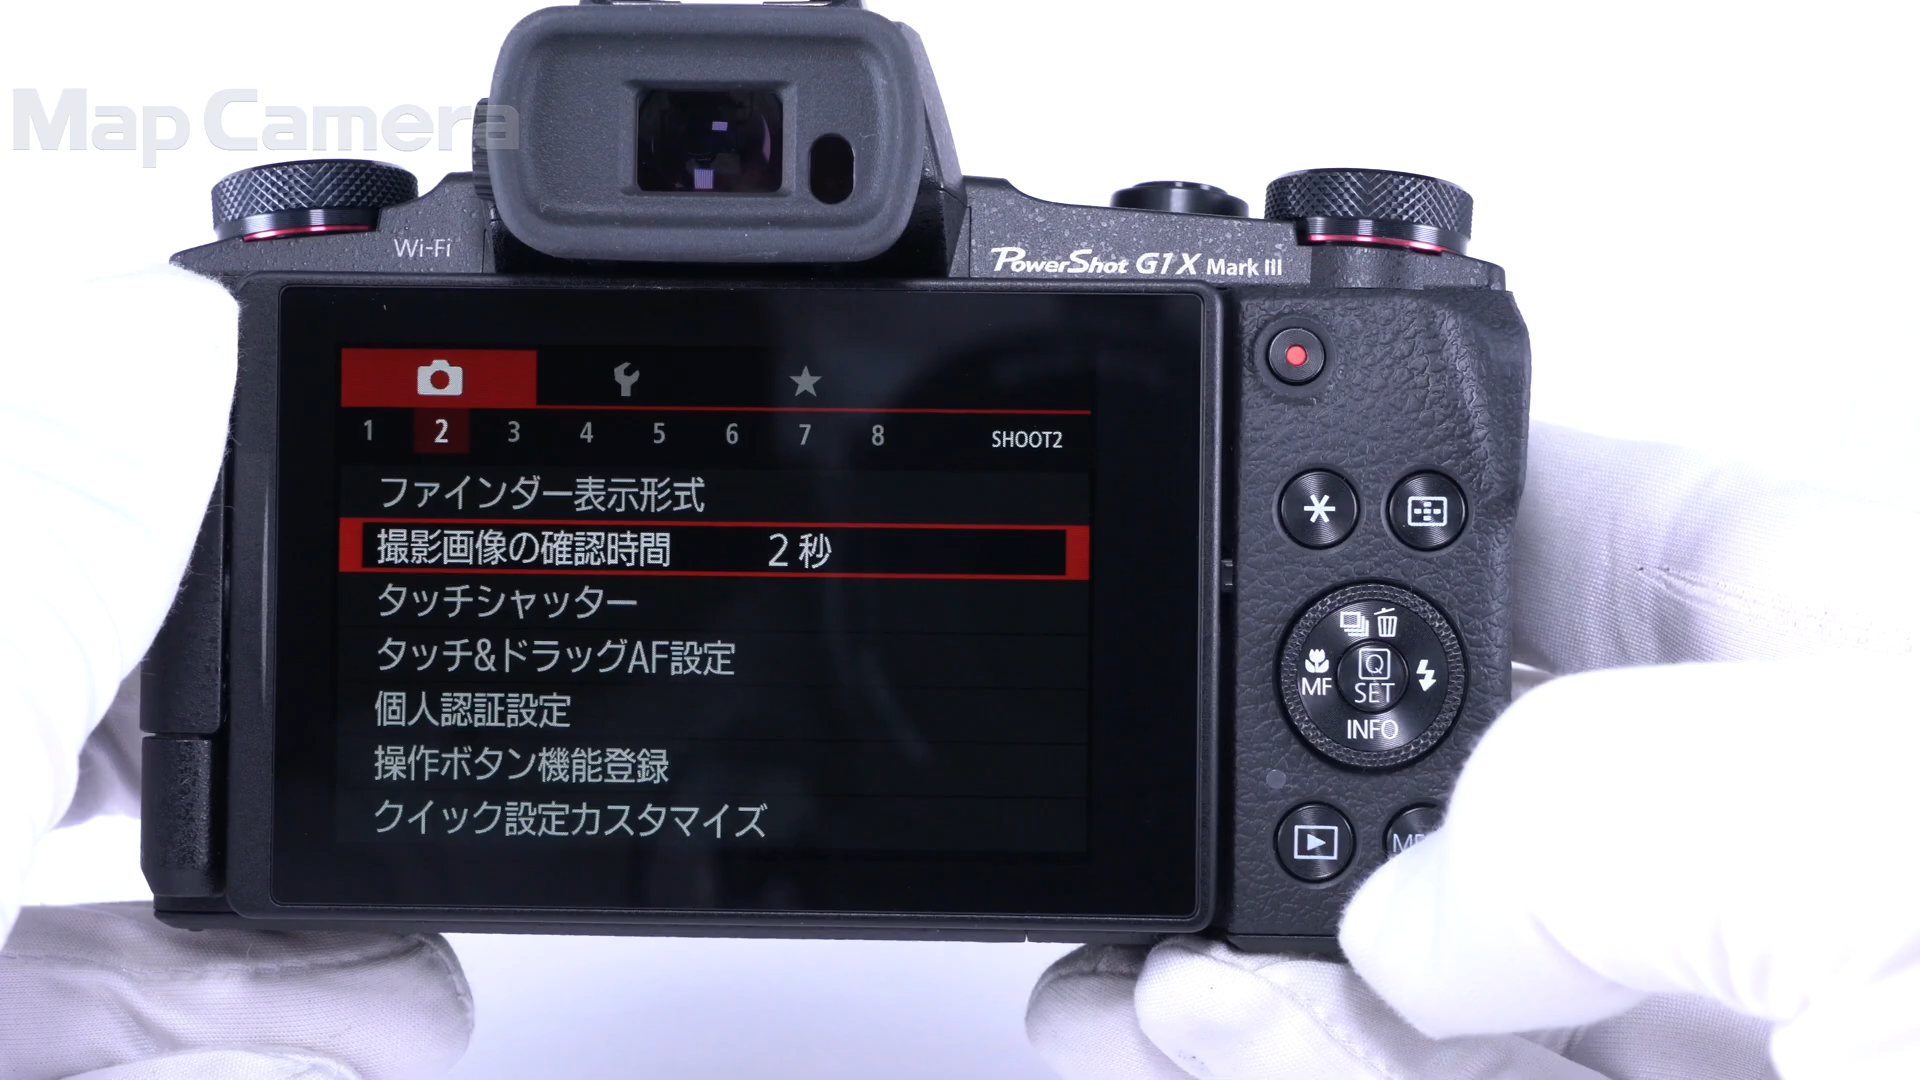 Map Camera
Wi-Fi
PowerShot G1 X Mark III
1 2 3 4 5 6 7 8 SHOOT2
ファインダー表示形式
撮影画像の確認時間 2秒
タッチシャッター
タッチ&ドラッグAF設定
個人認証設定
操作ボタン機能登録
クイック設定カスタマイズ
MF
Q
SET
INFO